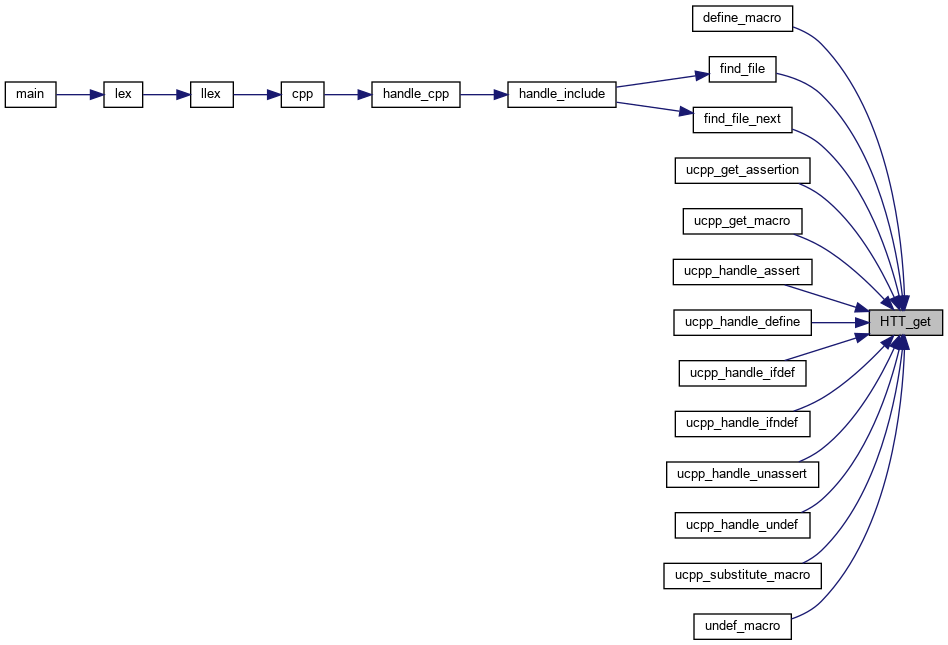 define_macro
find_file
main
lex
llex
cpp
handle_cpp
handle_include
find_file_next
ucpp_get_assertion
ucpp_get_macro
ucpp_handle_assert
HTT_get
ucpp_handle_define
ucpp_handle_ifdef
ucpp_handle_ifndef
ucpp_handle_unassert
ucpp_handle_undef
ucpp_substitute_macro
undef_macro